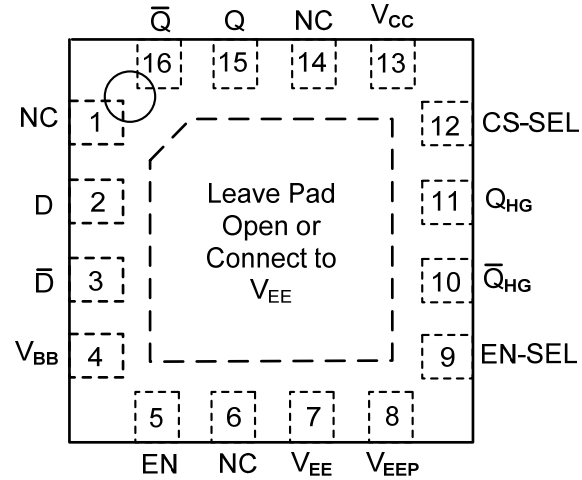 Q̅ Q NC VCC
16 15 14 13
NC 1 12 CS-SEL
D 2 11 QHG
D̅ 3 10 Q̅HG
VBB 4 9 EN-SEL
Leave Pad
Open or
Connect to
VEE
5 6 7 8
EN NC VEE VEEP